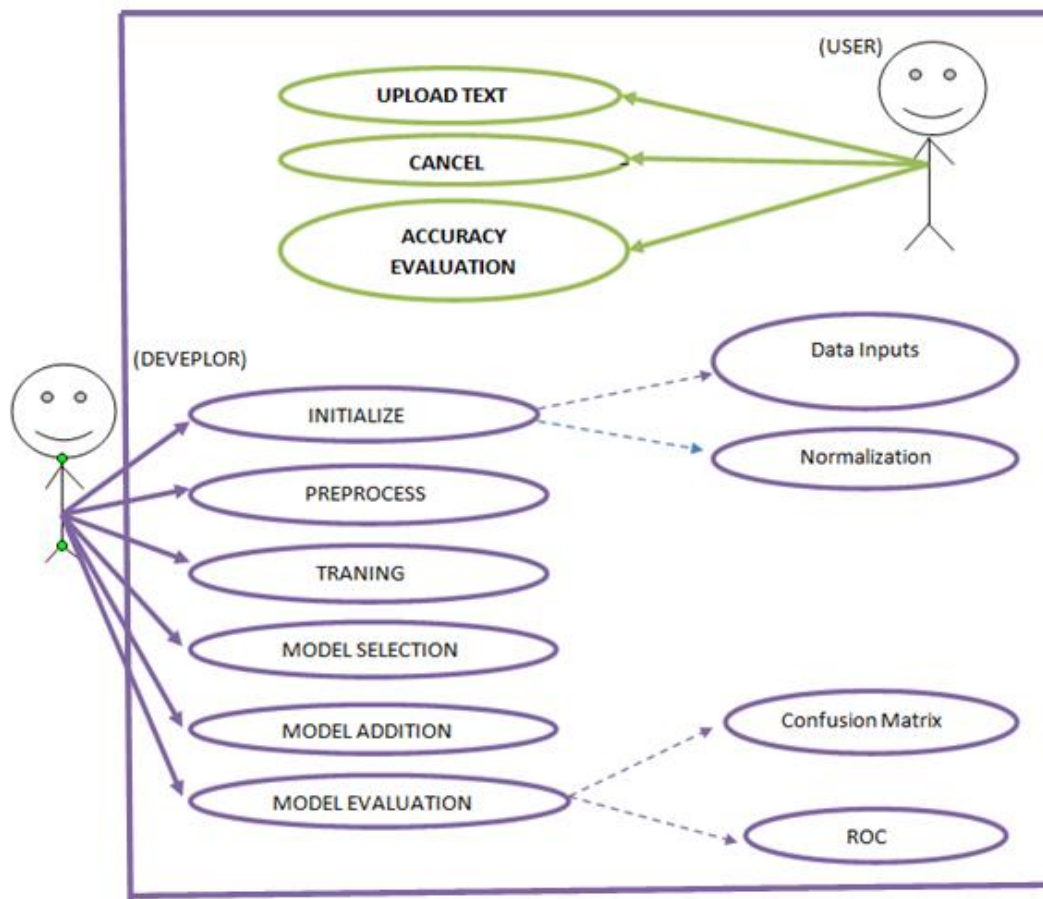 (USER)
UPLOAD TEXT
CANCEL
ACCURACY
EVALUATION
(DEVEPLOR)
Data Inputs
INITIALIZE
Normalization
PREPROCESS
TRANING
MODEL SELECTION
MODEL ADDITION
Confusion Matrix
MODEL EVALUATION
ROC